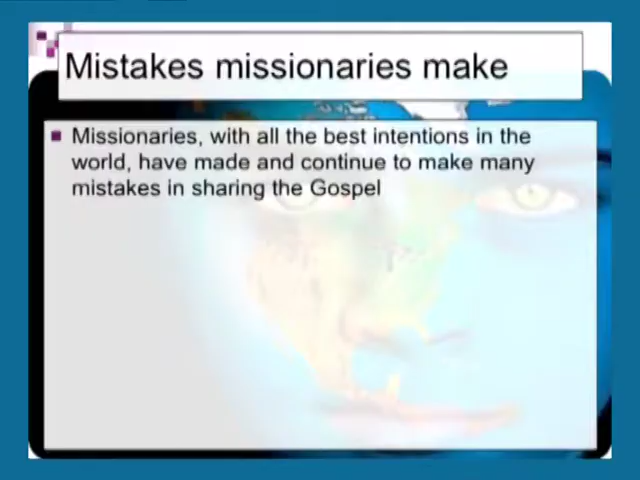 Mistakes missionaries make
Missionaries, with all the best intentions in the
world, have made and continue to make many
mistakes in sharing the Gospel